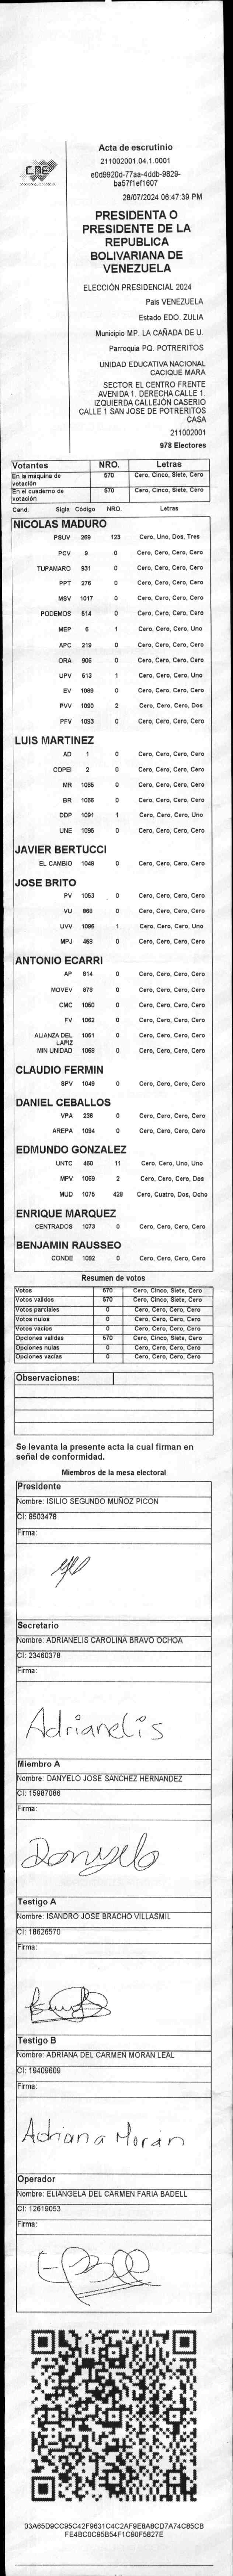 CNE
Acta de escrutinio
211002001.04.1.0001
e0d9920d-77aa-4ddb-9829-
ba57f1ef1607
28/07/2024 06:47:39 PM
PRESIDENTA O
PRESIDENTE DE LA
REPUBLICA
BOLIVARIANA DE
VENEZUELA
ELECCIÓN PRESIDENCIAL 2024
Pais VENEZUELA
Estado EDO. ZULIA
Municipio MP. LA CAÑADA DE U.
Parroquia PQ. POTRERITOS
UNIDAD EDUCATIVA NACIONAL
CACIQUE MARA
SECTOR EL CENTRO FRENTE
AVENIDA 1. DERECHA CALLE 1.
IZQUIERDA CALLEJÓN CASERIO
CALLE 1 SAN JOSE DE POTRERITOS
CASA
211002001
978 Electores
Votantes NRO. Letras
En la máquina de votación 570 Cero, Cinco, Siete, Cero
En el cuaderno de votación 570 Cero, Cinco, Siete, Cero
Cand. Sigla Código NRO. Letras
NICOLAS MADURO
PSUV 269 123 Cero, Uno, Dos, Tres
PCV 9 0 Cero, Cero, Cero, Cero
TUPAMARO 931 0 Cero, Cero, Cero, Cero
PPT 276 0 Cero, Cero, Cero, Cero
MSV 1017 0 Cero, Cero, Cero, Cero
PODEMOS 514 0 Cero, Cero, Cero, Cero
MEP 6 1 Cero, Cero, Cero, Uno
APC 219 0 Cero, Cero, Cero, Cero
ORA 906 0 Cero, Cero, Cero, Cero
UPV 513 1 Cero, Cero, Cero, Uno
EV 1089 0 Cero, Cero, Cero, Cero
PVV 1090 2 Cero, Cero, Cero, Dos
PFV 1093 0 Cero, Cero, Cero, Cero
LUIS MARTINEZ
AD 1 0 Cero, Cero, Cero, Cero
COPEI 2 0 Cero, Cero, Cero, Cero
MR 1065 0 Cero, Cero, Cero, Cero
BR 1066 0 Cero, Cero, Cero, Cero
DDP 1091 1 Cero, Cero, Cero, Uno
UNE 1095 0 Cero, Cero, Cero, Cero
JAVIER BERTUCCI
EL CAMBIO 1048 0 Cero, Cero, Cero, Cero
JOSE BRITO
PV 1053 0 Cero, Cero, Cero, Cero
VU 868 0 Cero, Cero, Cero, Cero
UVV 1096 1 Cero, Cero, Cero, Uno
MPJ 458 0 Cero, Cero, Cero, Cero
ANTONIO ECARRI
AP 814 0 Cero, Cero, Cero, Cero
MOVEV 878 0 Cero, Cero, Cero, Cero
CMC 1050 0 Cero, Cero, Cero, Cero
FV 1062 0 Cero, Cero, Cero, Cero
ALIANZA DEL LAPIZ 1051 0 Cero, Cero, Cero, Cero
MIN UNIDAD 1068 0 Cero, Cero, Cero, Cero
CLAUDIO FERMIN
SPV 1049 0 Cero, Cero, Cero, Cero
DANIEL CEBALLOS
VPA 236 0 Cero, Cero, Cero, Cero
AREPA 1094 0 Cero, Cero, Cero, Cero
EDMUNDO GONZALEZ
UNTC 460 11 Cero, Cero, Uno, Uno
MPV 1069 2 Cero, Cero, Cero, Dos
MUD 1075 428 Cero, Cuatro, Dos, Ocho
ENRIQUE MARQUEZ
CENTRADOS 1073 0 Cero, Cero, Cero, Cero
BENJAMIN RAUSSEO
CONDE 1092 0 Cero, Cero, Cero, Cero
Resumen de votos
Votos 570 Cero, Cinco, Siete, Cero
Votos validos 570 Cero, Cinco, Siete, Cero
Votos parciales 0 Cero, Cero, Cero, Cero
Votos nulos 0 Cero, Cero, Cero, Cero
Votos vacios 0 Cero, Cero, Cero, Cero
Opciones validas 570 Cero, Cinco, Siete, Cero
Opciones nulas 0 Cero, Cero, Cero, Cero
Opciones vacias 0 Cero, Cero, Cero, Cero
Observaciones:
Se levanta la presente acta la cual firman en
señal de conformidad.
Miembros de la mesa electoral
Presidente
Nombre: ISILIO SEGUNDO MUÑOZ PICON
CI: 8503478
Firma:
Secretario
Nombre: ADRIANELIS CAROLINA BRAVO OCHOA
CI: 23460378
Firma:
Adrianelis
Miembro A
Nombre: DANYELO JOSE SANCHEZ HERNANDEZ
CI: 15987086
Firma:
Danyelo
Testigo A
Nombre: ISANDRO JOSE BRACHO VILLASMIL
CI: 18626570
Firma:
Testigo B
Nombre: ADRIANA DEL CARMEN MORAN LEAL
CI: 19409609
Firma:
Adriana Morán
Operador
Nombre: ELIANGELA DEL CARMEN FARIA BADELL
CI: 12619053
Firma:
03A65D9CC95C42F9631C4C2AF9E8A8CD7A74C85CB
FE4BC0C95B54F1C90F5827E